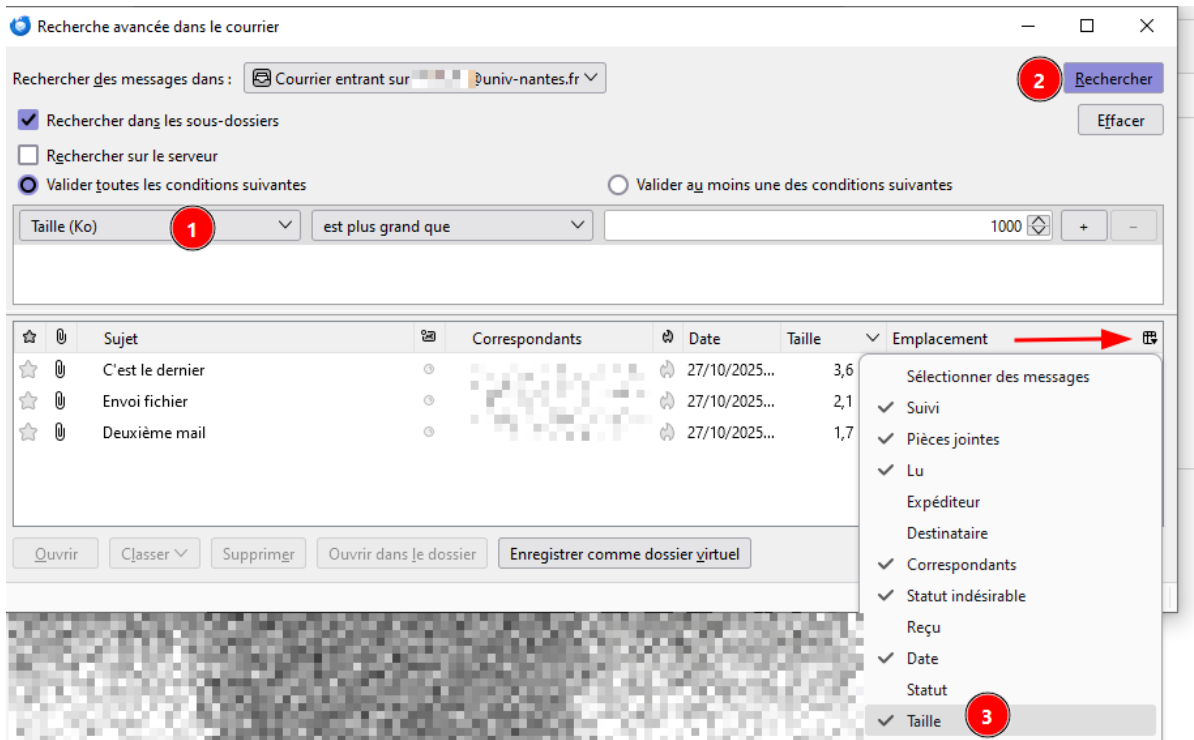 Recherche avancée dans le courrier
Rechercher des messages dans : Courrier entrant sur @univ-nantes.fr 2 Rechercher
Rechercher dans les sous-dossiers Effacer
Rechercher sur le serveur
Valider toutes les conditions suivantes Valider au moins une des conditions suivantes
Taille (Ko) 1 est plus grand que 1000 + -
Sujet Correspondants Date Taille Emplacement
C'est le dernier 27/10/2025... 3,6
Envoi fichier 27/10/2025... 2,1
Deuxième mail 27/10/2025... 1,7
Sélectionner des messages
Suivi
Pièces jointes
Lu
Expéditeur
Destinataire
Correspondants
Statut indésirable
Reçu
Date
Statut
Taille 3
Ouvrir Classer Supprimer Ouvrir dans le dossier Enregistrer comme dossier virtuel